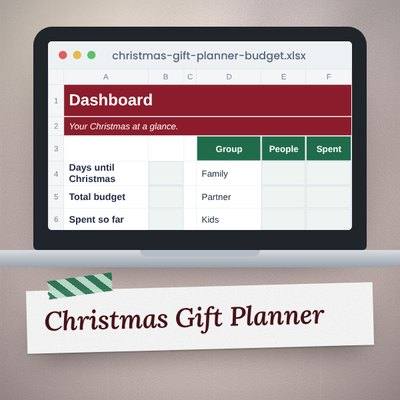 christmas-gift-planner-budget.xlsx
A B C D E F
1 Dashboard
2 Your Christmas at a glance.
3 Group People Spent
4 Days until Christmas Family
5 Total budget Partner
6 Spent so far Kids
Christmas Gift Planner